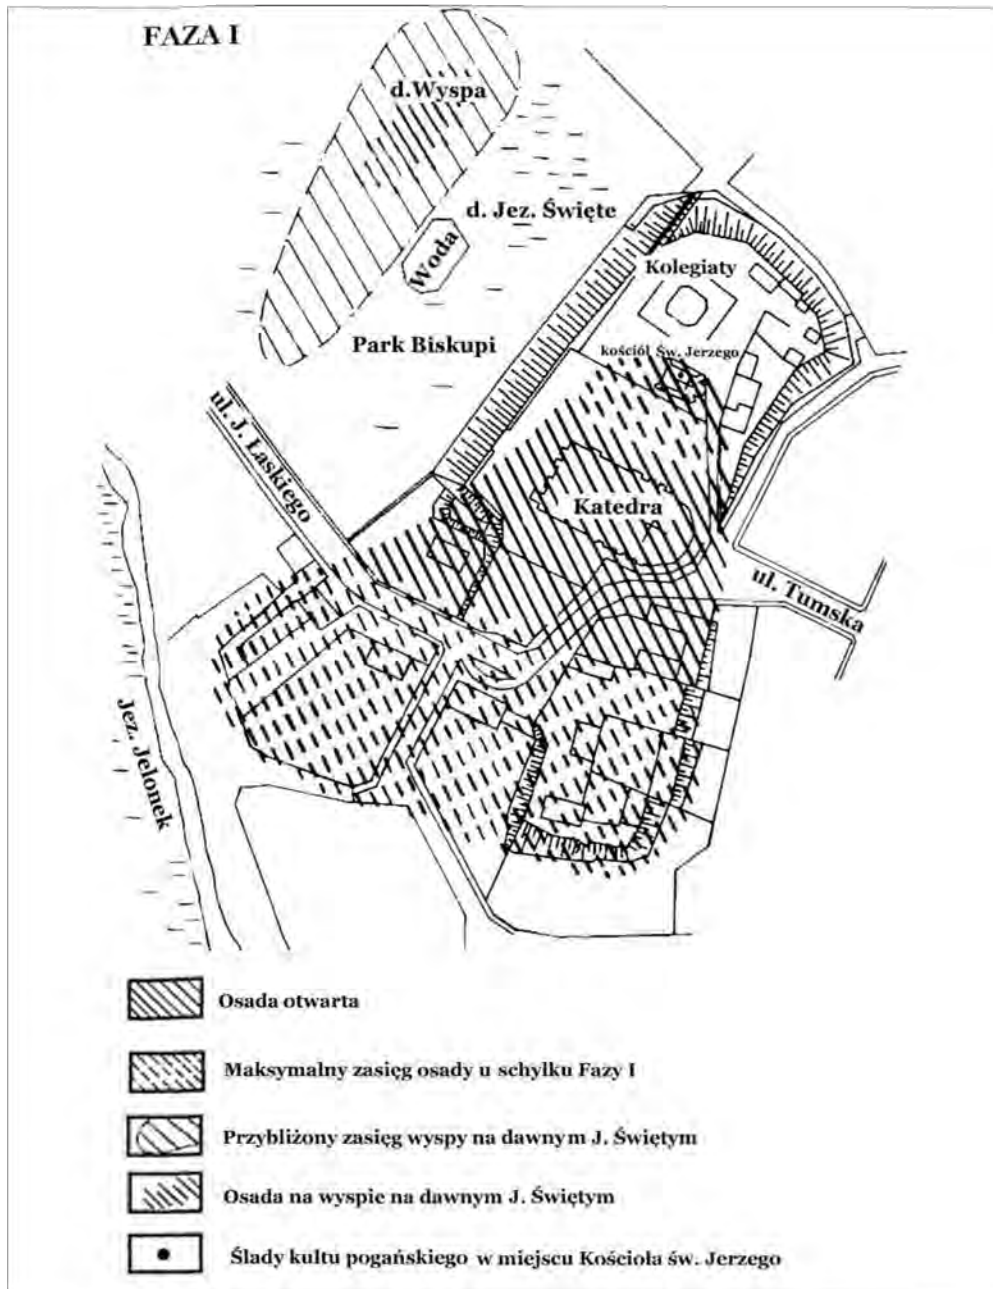 FAZA I
d.Wyspa
d. Jez. Święte
Woda
Kolegiaty
Park Biskupi
kościół Św. Jerzego
ul. J. Łaskiego
Katedra
ul. Tumska
Jez. Jelonek
Osada otwarta
Maksymalny zasięg osady u schylku Fazy I
Przybliżony zasięg wyspy na dawnym J. Świętym
Osada na wyspie na dawnym J. Świętym
Ślady kultu pogańskiego w miejscu Kościoła św. Jerzego